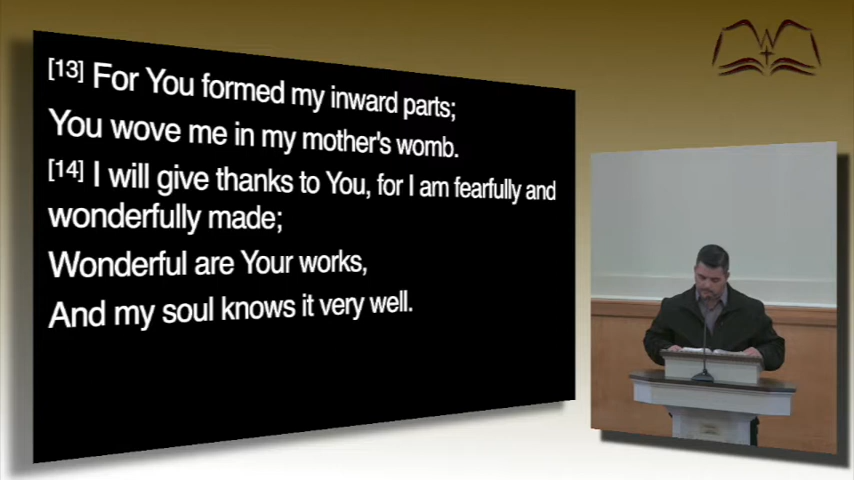 [13] For You formed my inward parts;
You wove me in my mother's womb.
[14] I will give thanks to You, for I am fearfully and
wonderfully made;
Wonderful are Your works,
And my soul knows it very well.